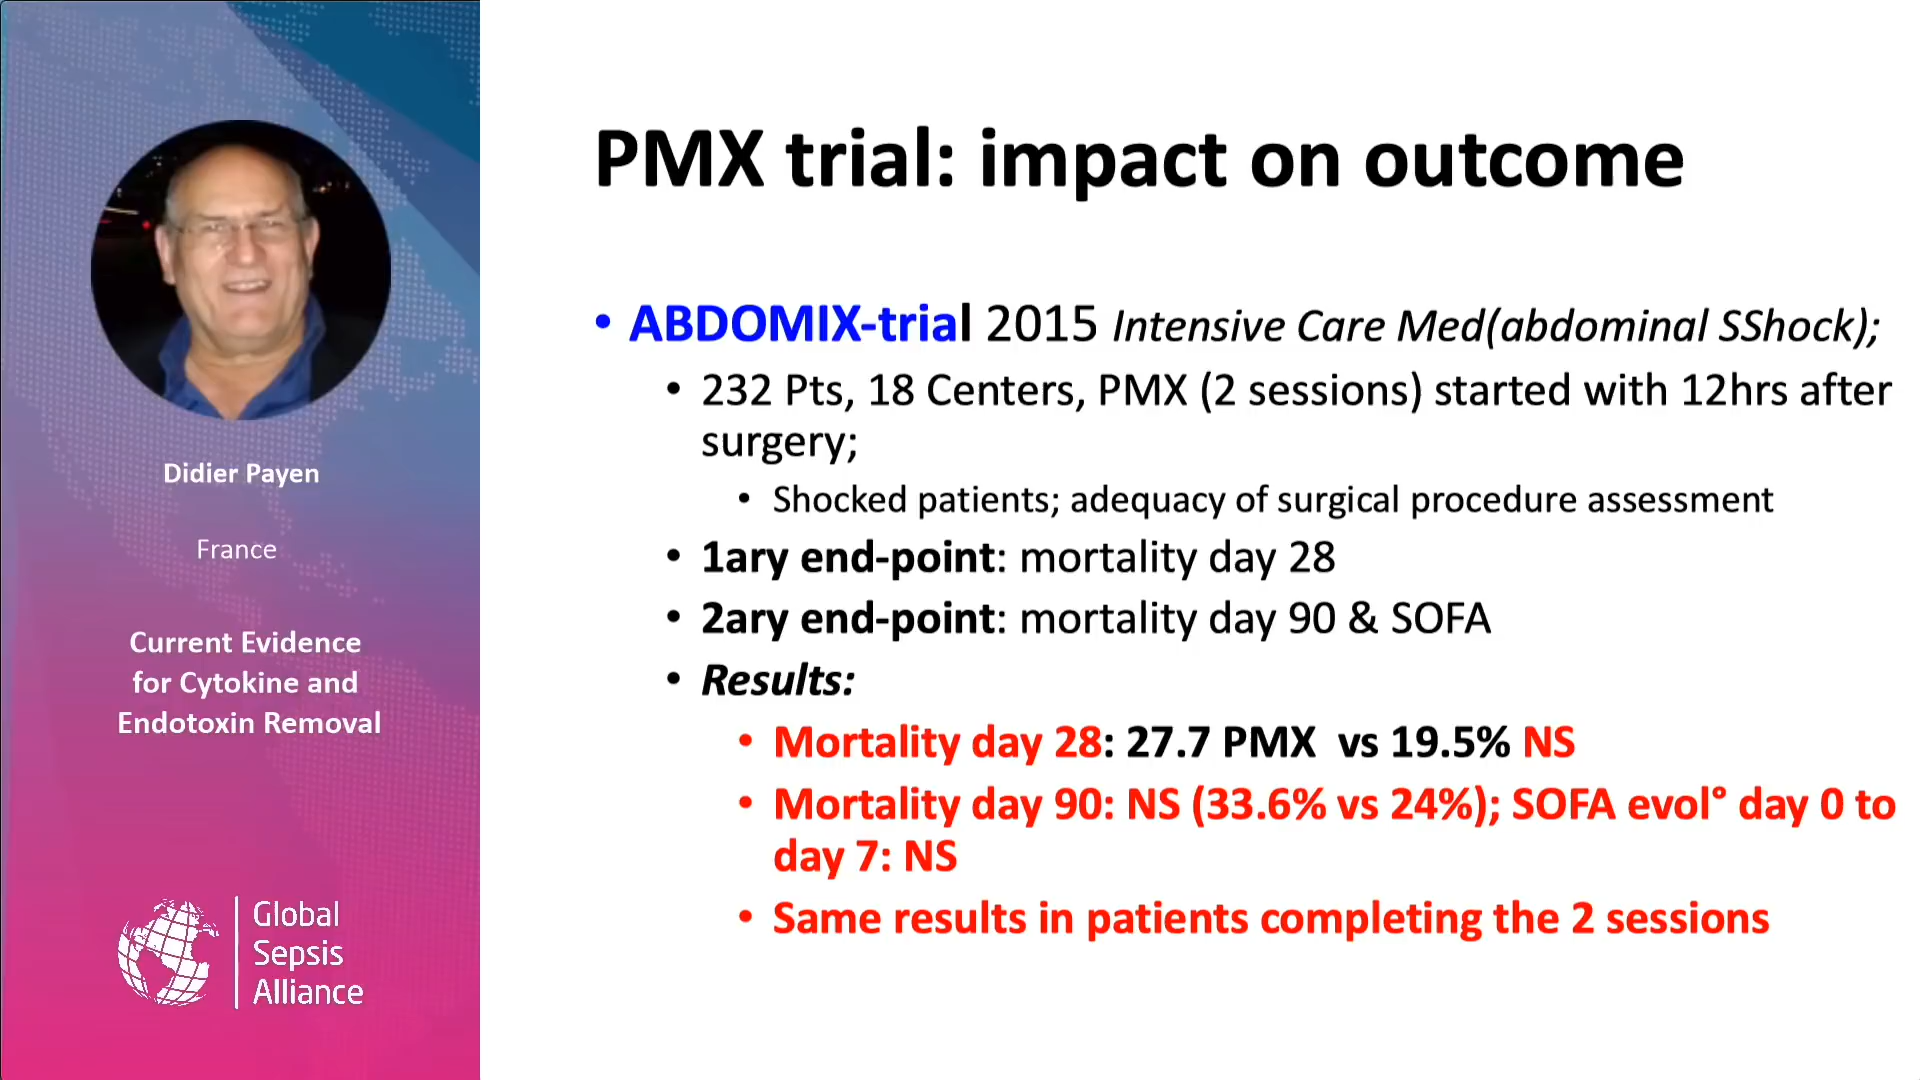 Didier Payen
France
Current Evidence
for Cytokine and
Endotoxin Removal
Global
Sepsis
Alliance
PMX trial: impact on outcome
• ABDOMIX-trial 2015 Intensive Care Med(abdominal SShock);
• 232 Pts, 18 Centers, PMX (2 sessions) started with 12hrs after
surgery;
• Shocked patients; adequacy of surgical procedure assessment
• 1ary end-point: mortality day 28
• 2ary end-point: mortality day 90 & SOFA
• Results:
• Mortality day 28: 27.7 PMX vs 19.5% NS
• Mortality day 90: NS (33.6% vs 24%); SOFA evol° day 0 to
day 7: NS
• Same results in patients completing the 2 sessions